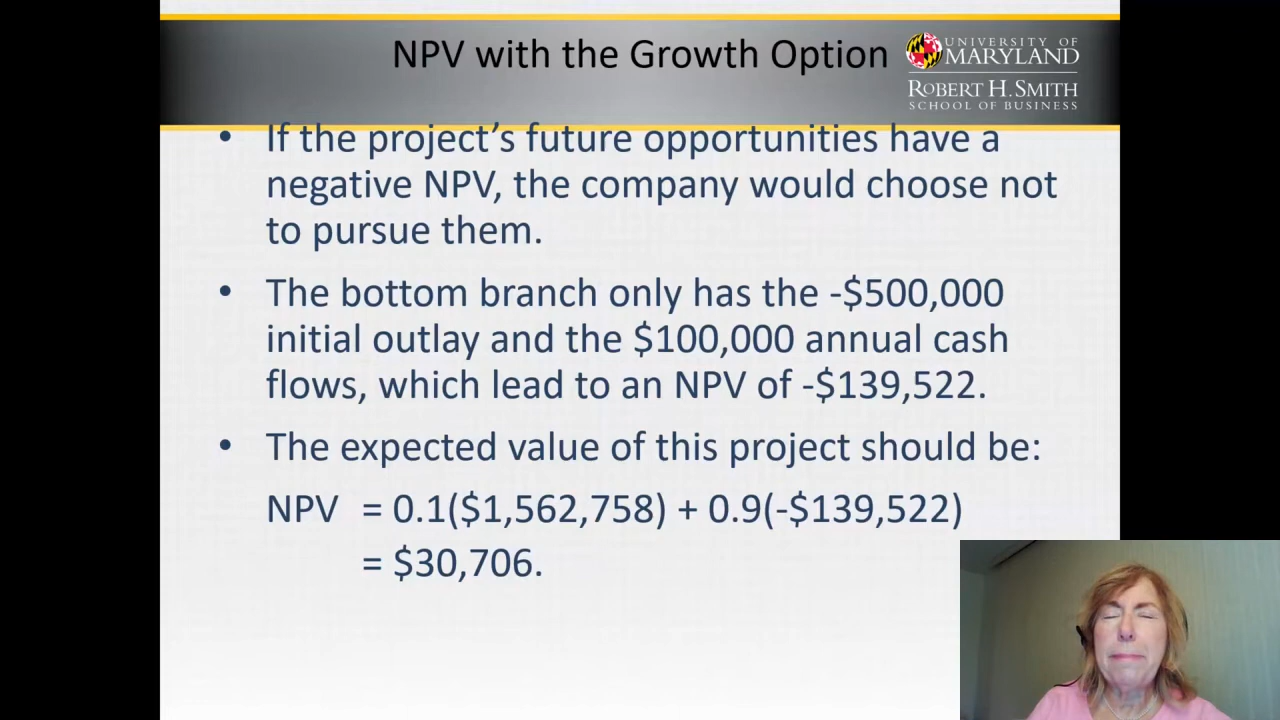 NPV with the Growth Option
UNIVERSITY OF
MARYLAND
ROBERT H. SMITH
SCHOOL OF BUSINESS
• If the project’s future opportunities have a
negative NPV, the company would choose not
to pursue them.
• The bottom branch only has the -$500,000
initial outlay and the $100,000 annual cash
flows, which lead to an NPV of -$139,522.
• The expected value of this project should be:
NPV = 0.1($1,562,758) + 0.9(-$139,522)
= $30,706.